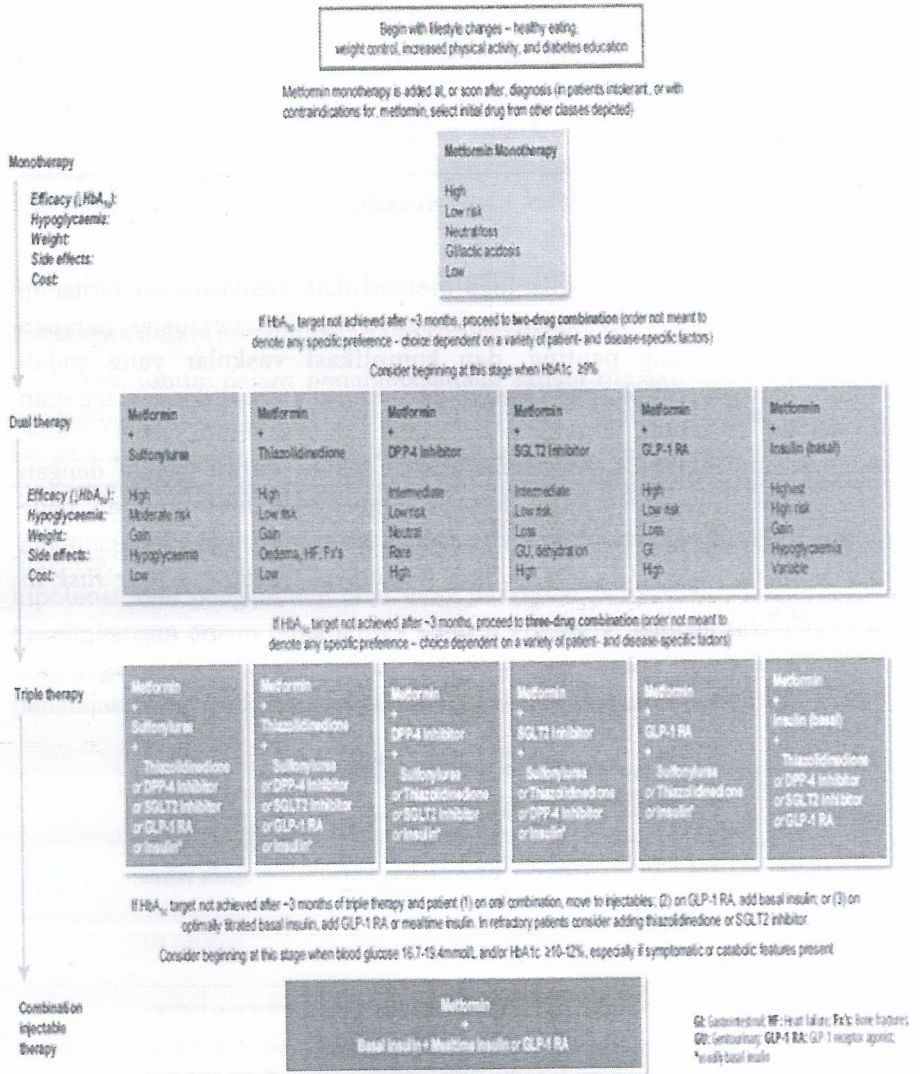 Begin with lifestyle changes – healthy eating,
weight control, increased physical activity, and diabetes education
Metformin monotherapy is added at, or soon after, diagnosis (in patients intolerant, or with
contraindications for, metformin, select initial drug from other classes depicted)
Monotherapy
Metformin Monotherapy
Efficacy (↓HbA1c): High
Hypoglycaemia: Low risk
Weight: Neutral/loss
Side effects: GI/lactic acidosis
Cost: Low
If HbA1c target not achieved after ~3 months, proceed to two-drug combination (order not meant to
denote any specific preference – choice dependent on a variety of patient- and disease-specific
factors)
Consider beginning at this stage when HbA1c ≥9%
Dual therapy
Efficacy (↓HbA1c):
Hypoglycaemia:
Weight:
Side effects:
Cost:
Metformin
+
Sulfonylurea
High
Moderate risk
Gain
Hypoglycaemia
Low
Metformin
+
Thiazolidinedione
High
Low risk
Gain
Oedema, HF, Fx's
Low
Metformin
+
DPP-4 Inhibitor
Intermediate
Low risk
Neutral
Rare
High
Metformin
+
SGLT2 Inhibitor
Intermediate
Low risk
Loss
GU, dehydration
High
Metformin
+
GLP-1 RA
High
Low risk
Loss
GI
High
Metformin
+
Insulin (basal)
Highest
High risk
Gain
Hypoglycaemia
Variable
If HbA1c target not achieved after ~3 months, proceed to three-drug combination (order not meant to
denote any specific preference – choice dependent on a variety of patient- and disease-specific
factors)
Triple therapy
Metformin
+
Sulfonylurea
+
Thiazolidinedione
or DPP-4 Inhibitor
or SGLT2 Inhibitor
or GLP-1 RA
or Insulin*
Metformin
+
Thiazolidinedione
+
Sulfonylurea
or DPP-4 Inhibitor
or SGLT2 Inhibitor
or GLP-1 RA
or Insulin*
Metformin
+
DPP-4 Inhibitor
+
Sulfonylurea
or Thiazolidinedione
or SGLT2 Inhibitor
or Insulin*
Metformin
+
SGLT2 Inhibitor
+
Sulfonylurea
or Thiazolidinedione
or DPP-4 Inhibitor
or Insulin*
Metformin
+
GLP-1 RA
+
Sulfonylurea
or Thiazolidinedione
or Insulin*
Metformin
+
Insulin (basal)
+
Thiazolidinedione
or DPP-4 Inhibitor
or SGLT2 Inhibitor
or GLP-1 RA
If HbA1c target not achieved after ~3 months of triple therapy and patient (1) on oral combination, move to injectables; (2) on GLP-1 RA, add basal insulin; or (3) on
optimally titrated basal insulin, add GLP-1 RA or mealtime insulin. In refractory patients consider adding thiazolidinedione or SGLT2 inhibitor.
Consider beginning at this stage when blood glucose 16.7-19.4mmol/L and/or HbA1c ≥10-12%, especially if symptomatic or catabolic features present
Combination
injectable
therapy
Metformin
+
Basal insulin + Mealtime Insulin or GLP-1 RA
GI: Gastrointestinal; HF: Heart failure; Fx's: Bone fractures;
GU: Genitourinary; GLP-1 RA: GLP-1 receptor agonist;
*usually basal insulin